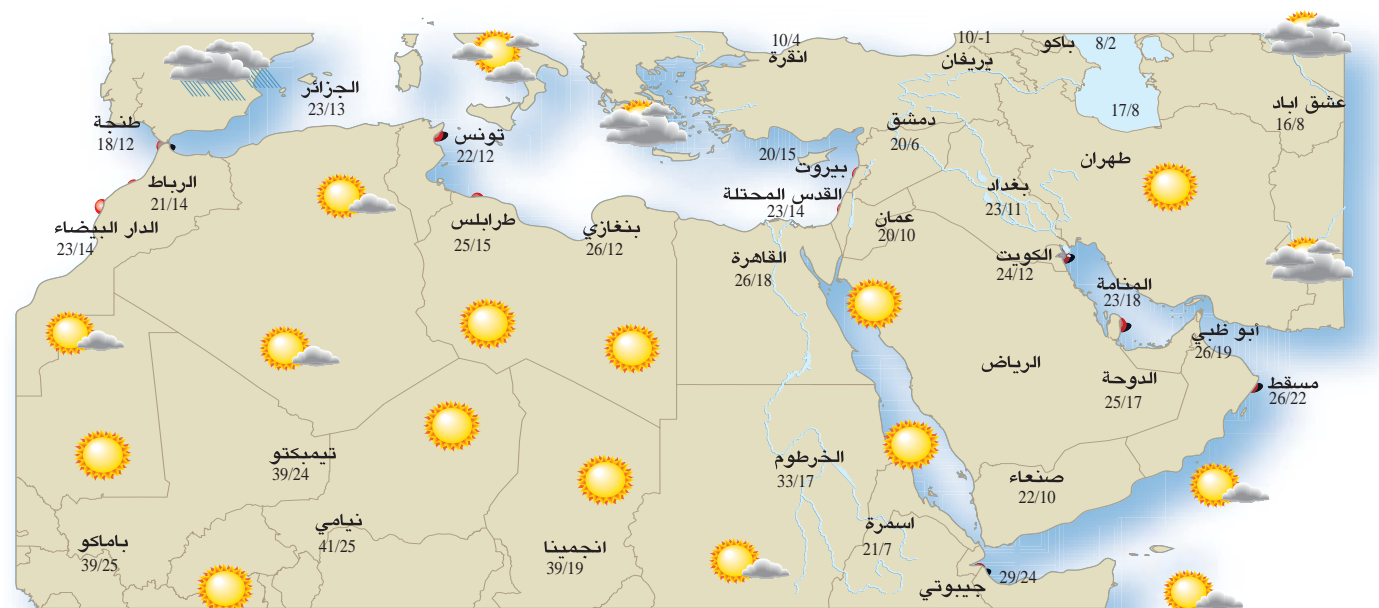 10/4
انقرة
10/-1
يريفان
باكو
8/2
17/8
عشق اباد
16/8
الجزائر
23/13
طنجة
18/12
تونس
22/12
دمشق
20/6
20/15
بيروت
طهران
الرباط
21/14
القدس المحتلة
23/14
بغداد
23/11
الدار البيضاء
23/14
طرابلس
25/15
بنغازي
26/12
عمان
20/10
القاهرة
26/18
الكويت
24/12
المنامة
23/18
أبو ظبي
26/19
الرياض
الدوحة
25/17
مسقط
26/22
تيمبكتو
39/24
الخرطوم
33/17
صنعاء
22/10
باماكو
39/25
نيامي
41/25
انجمينا
39/19
اسمرة
21/7
29/24
جيبوتي